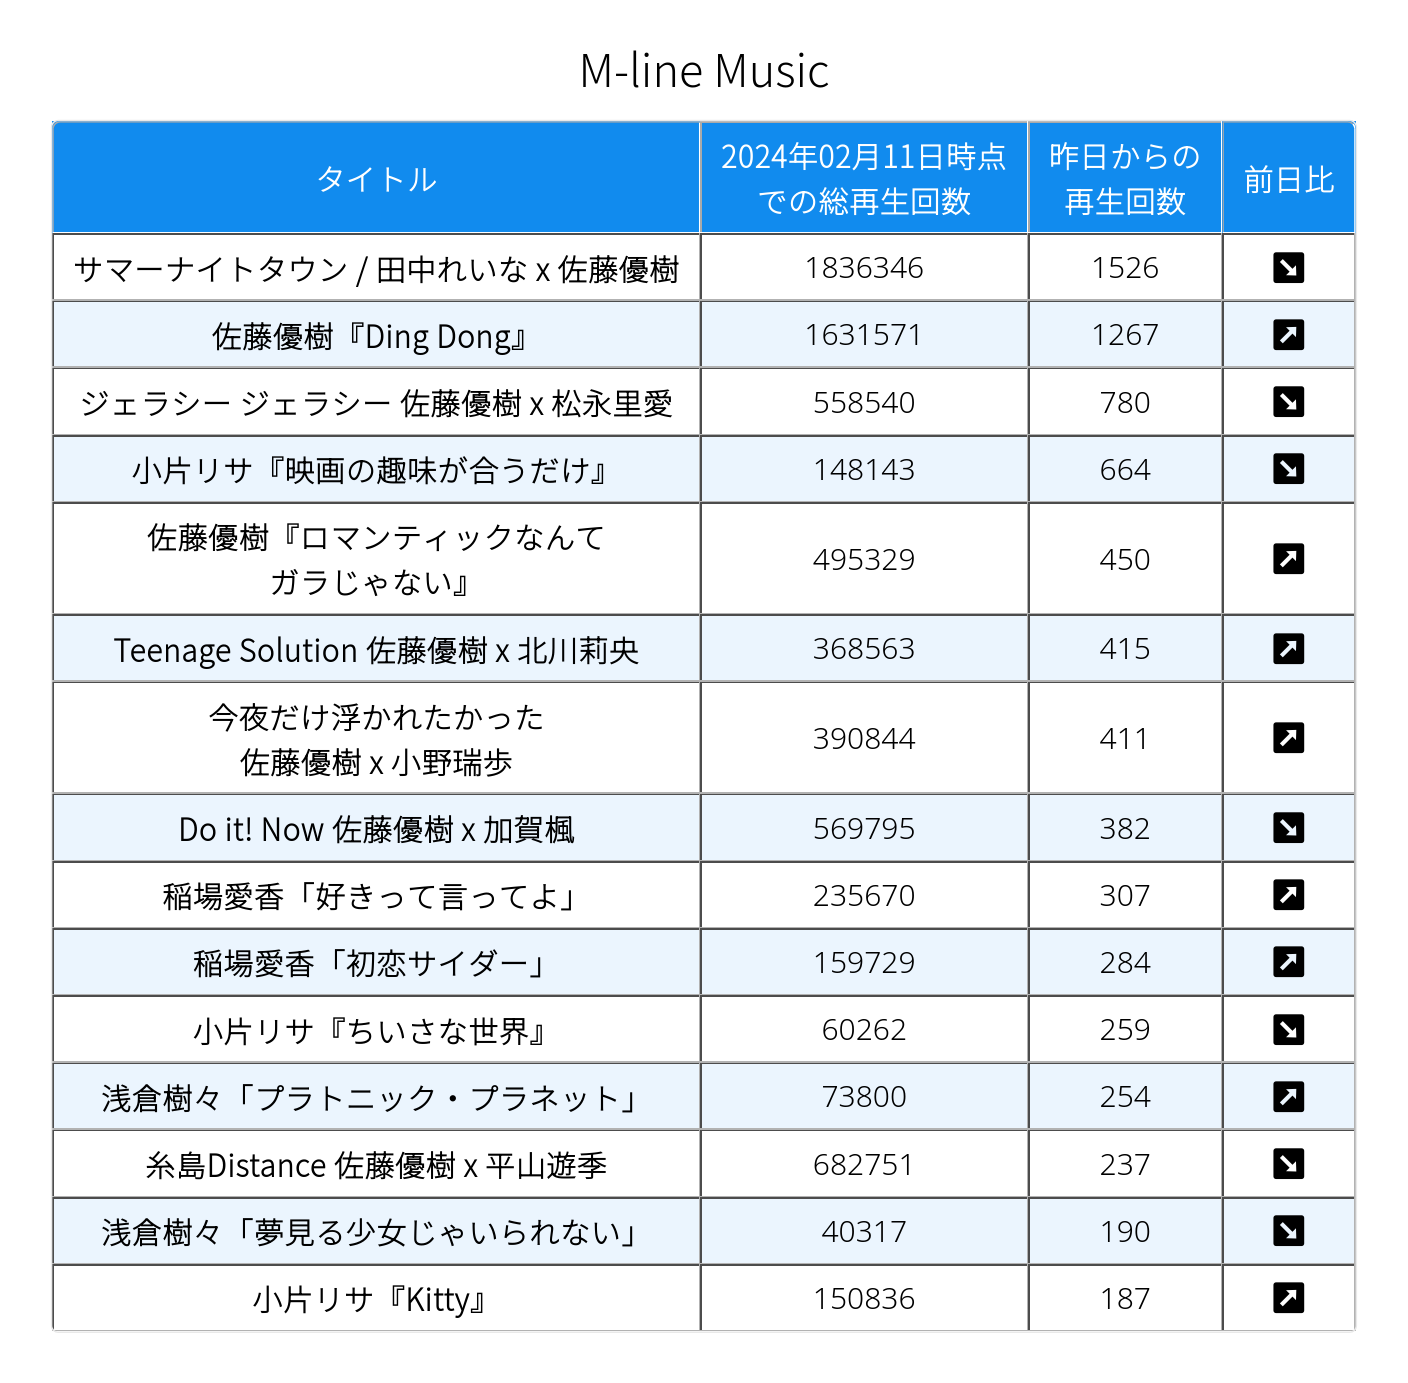 M-line Music
タイトル
2024年02月11日時点
での総再生回数
昨日からの
再生回数
前日比
サマーナイトタウン / 田中れいな x 佐藤優樹 1836346 1526
佐藤優樹『Ding Dong』 1631571 1267
ジェラシー ジェラシー 佐藤優樹 x 松永里愛 558540 780
小片リサ『映画の趣味が合うだけ』 148143 664
佐藤優樹『ロマンティックなんて
ガラじゃない』 495329 450
Teenage Solution 佐藤優樹 x 北川莉央 368563 415
今夜だけ浮かれたかった
佐藤優樹 x 小野瑞歩 390844 411
Do it! Now 佐藤優樹 x 加賀楓 569795 382
稲場愛香「好きって言ってよ」 235670 307
稲場愛香「初恋サイダー」 159729 284
小片リサ『ちいさな世界』 60262 259
浅倉樹々「プラトニック・プラネット」 73800 254
糸島Distance 佐藤優樹 x 平山遊季 682751 237
浅倉樹々「夢見る少女じゃいられない」 40317 190
小片リサ『Kitty』 150836 187